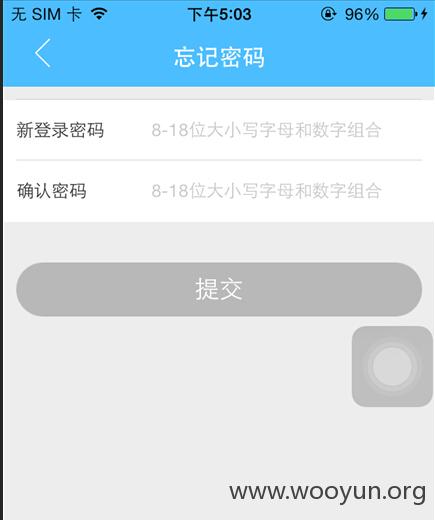 无 SIM 卡 下午5:03 96%
忘记密码
新登录密码 8-18位大小写字母和数字组合
确认密码 8-18位大小写字母和数字组合
提交
www.wooyun.org